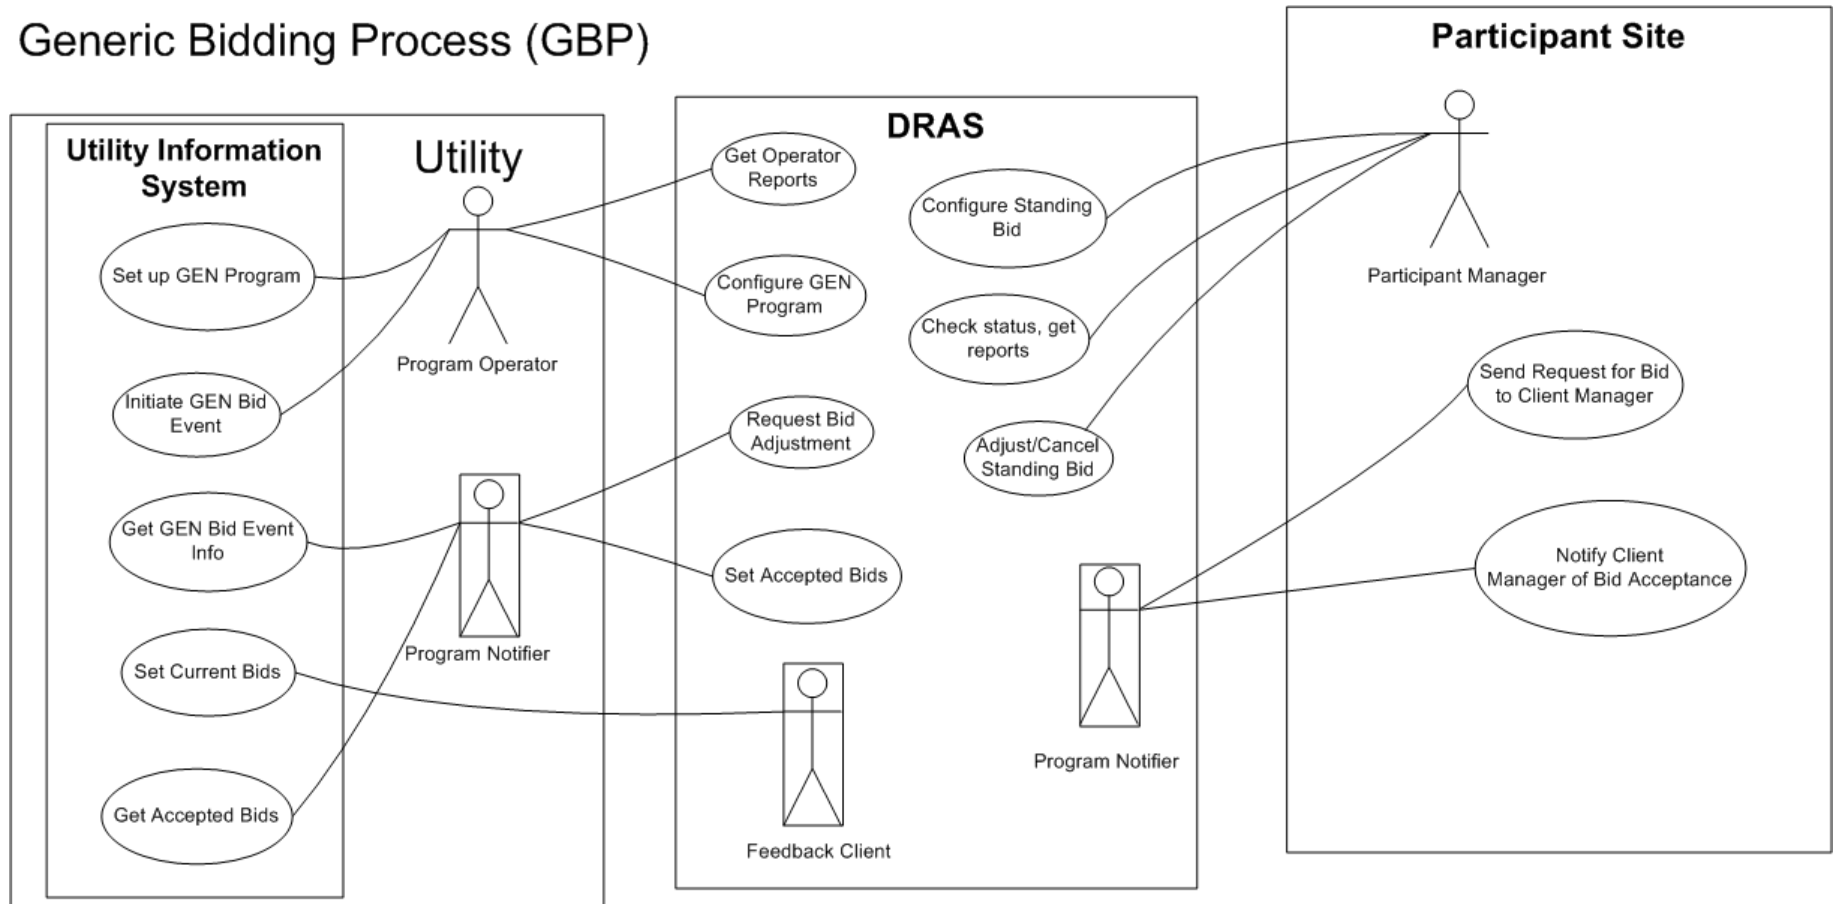 Generic Bidding Process (GBP)
Utility Information
System
Utility
Set up GEN Program
Program Operator
Initiate GEN Bid
Event
Get GEN Bid Event
Info
Program Notifier
Set Current Bids
Get Accepted Bids
DRAS
Get Operator
Reports
Configure Standing
Bid
Configure GEN
Program
Check status, get
reports
Request Bid
Adjustment
Adjust/Cancel
Standing Bid
Set Accepted Bids
Program Notifier
Feedback Client
Participant Site
Participant Manager
Send Request for Bid
to Client Manager
Notify Client
Manager of Bid Acceptance